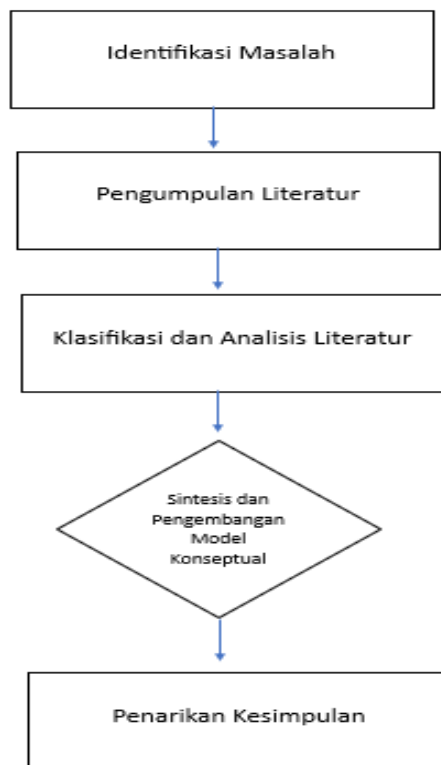 Identifikasi Masalah
Pengumpulan Literatur
Klasifikasi dan Analisis Literatur
Sintesis dan
Pengembangan
Model
Konseptual
Penarikan Kesimpulan